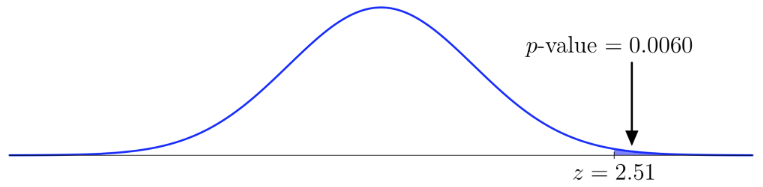 p-value = 0.0060
z = 2.51